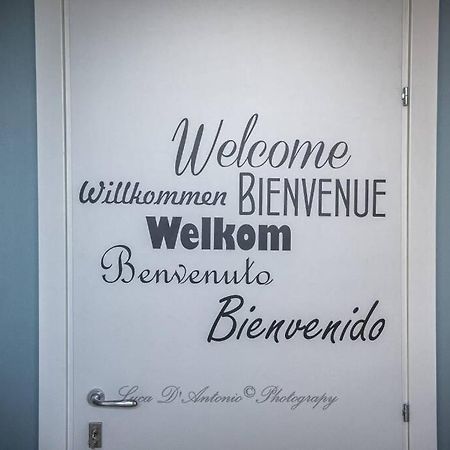 Welcome
Willkommen BIENVENUE
Welkom
Benvenuto
Bienvenido
Luca D'Antonio© Photograpy